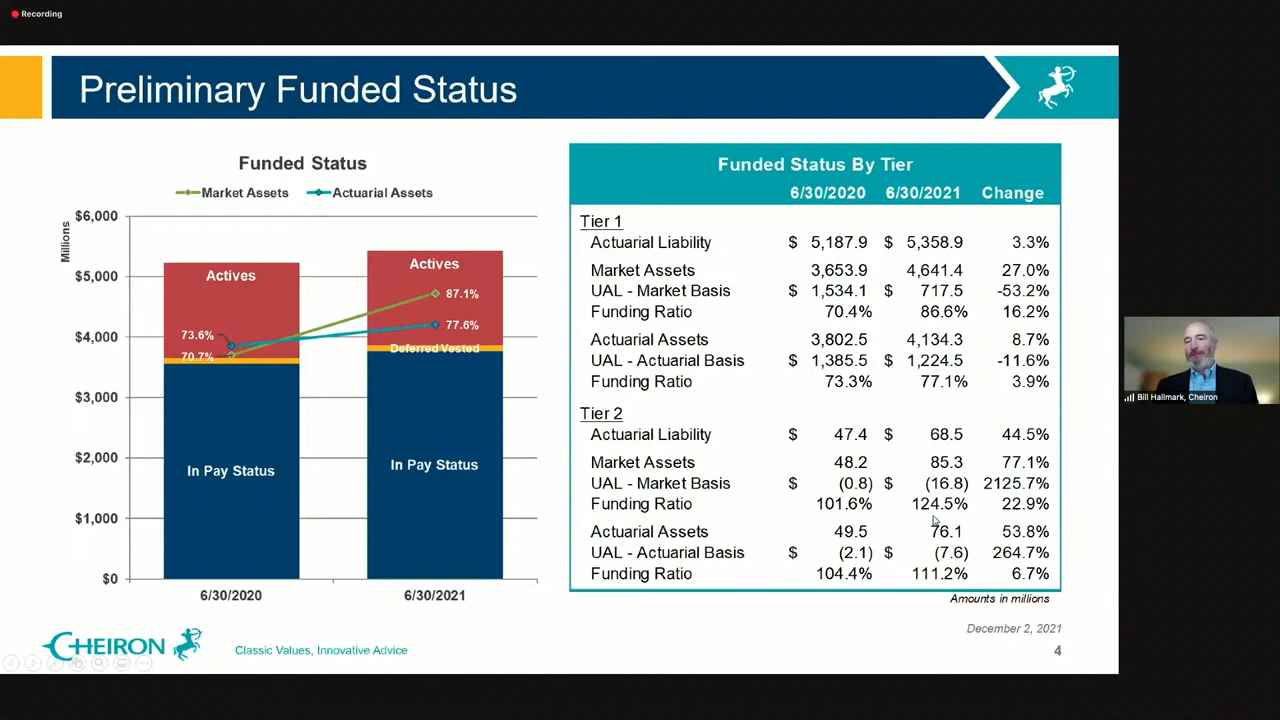 Recording
Preliminary Funded Status
Funded Status
Market Assets Actuarial Assets
Millions
$6,000
$5,000
$4,000
$3,000
$2,000
$1,000
$0
Actives
Actives
87.1%
77.6%
73.6%
70.7%
Deferred Vested
In Pay Status
In Pay Status
6/30/2020 6/30/2021
Funded Status By Tier
6/30/2020 6/30/2021 Change
Tier 1
Actuarial Liability $ 5,187.9 $ 5,358.9 3.3%
Market Assets 3,653.9 4,641.4 27.0%
UAL - Market Basis $ 1,534.1 $ 717.5 -53.2%
Funding Ratio 70.4% 86.6% 16.2%
Actuarial Assets 3,802.5 4,134.3 8.7%
UAL - Actuarial Basis $ 1,385.5 $ 1,224.5 -11.6%
Funding Ratio 73.3% 77.1% 3.9%
Tier 2
Actuarial Liability $ 47.4 $ 68.5 44.5%
Market Assets 48.2 85.3 77.1%
UAL - Market Basis $ (0.8) $ (16.8) 2125.7%
Funding Ratio 101.6% 124.5% 22.9%
Actuarial Assets 49.5 76.1 53.8%
UAL - Actuarial Basis $ (2.1) $ (7.6) 264.7%
Funding Ratio 104.4% 111.2% 6.7%
Amounts in millions
December 2, 2021
CHEIRON
Classic Values, Innovative Advice
4
Bill Hallmark, Cheiron